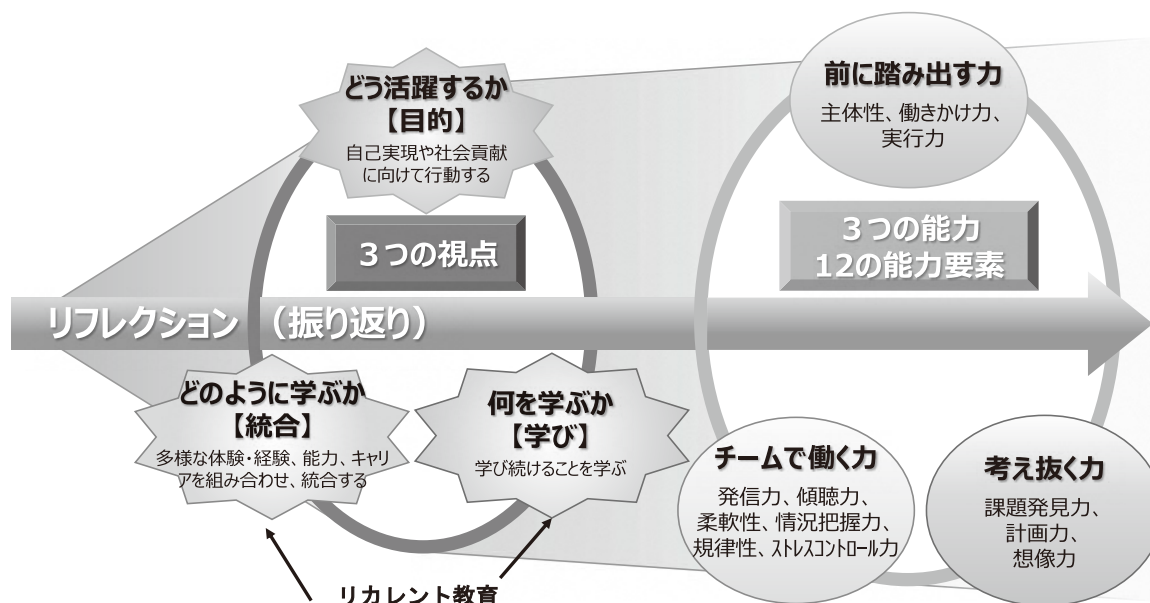 どう活躍するか
【目的】
自己実現や社会貢献
に向けて行動する
3つの視点
リフレクション （振り返り）
どのように学ぶか
【統合】
多様な体験・経験、能力、キャリ
アを組み合わせ、統合する
何を学ぶか
【学び】
学び続けることを学ぶ
リカレント教育
前に踏み出す力
主体性、働きかけ力、
実行力
3つの能力
12の能力要素
チームで働く力
発信力、傾聴力、
柔軟性、情況把握力、
規律性、ストレスコントロール力
考え抜く力
課題発見力、
計画力、
想像力